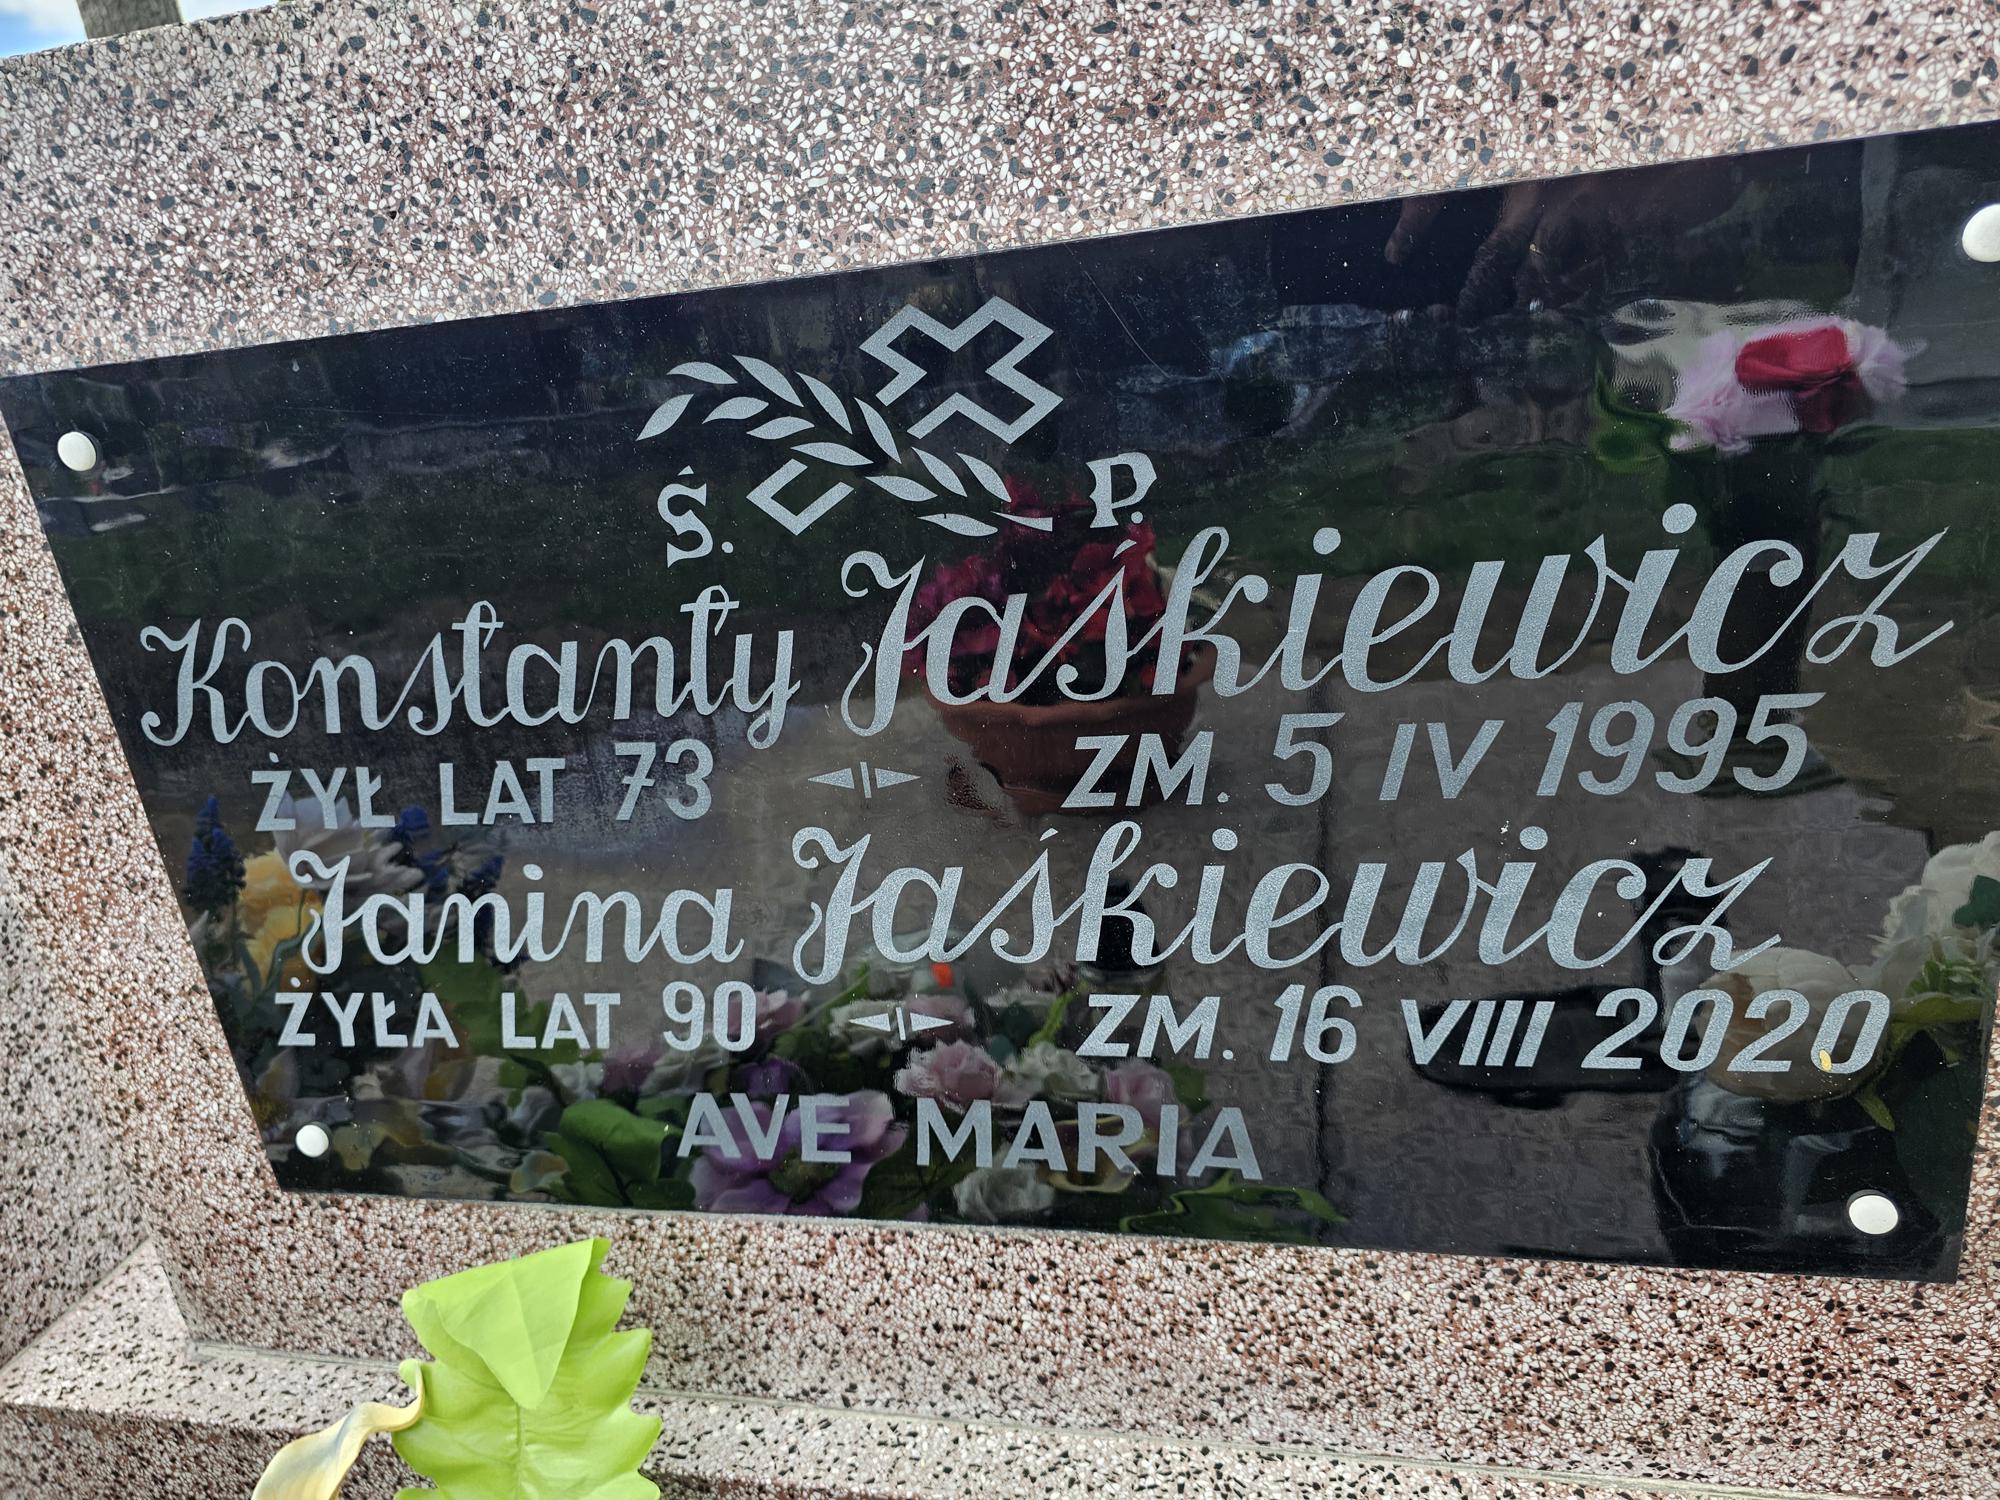 Ś. P.
Konstanty Jaśkiewicz
ŻYŁ LAT 73 ZM. 5 IV 1995
Janina Jaśkiewicz
ŻYŁA LAT 90 ZM. 16 VIII 2020
AVE MARIA